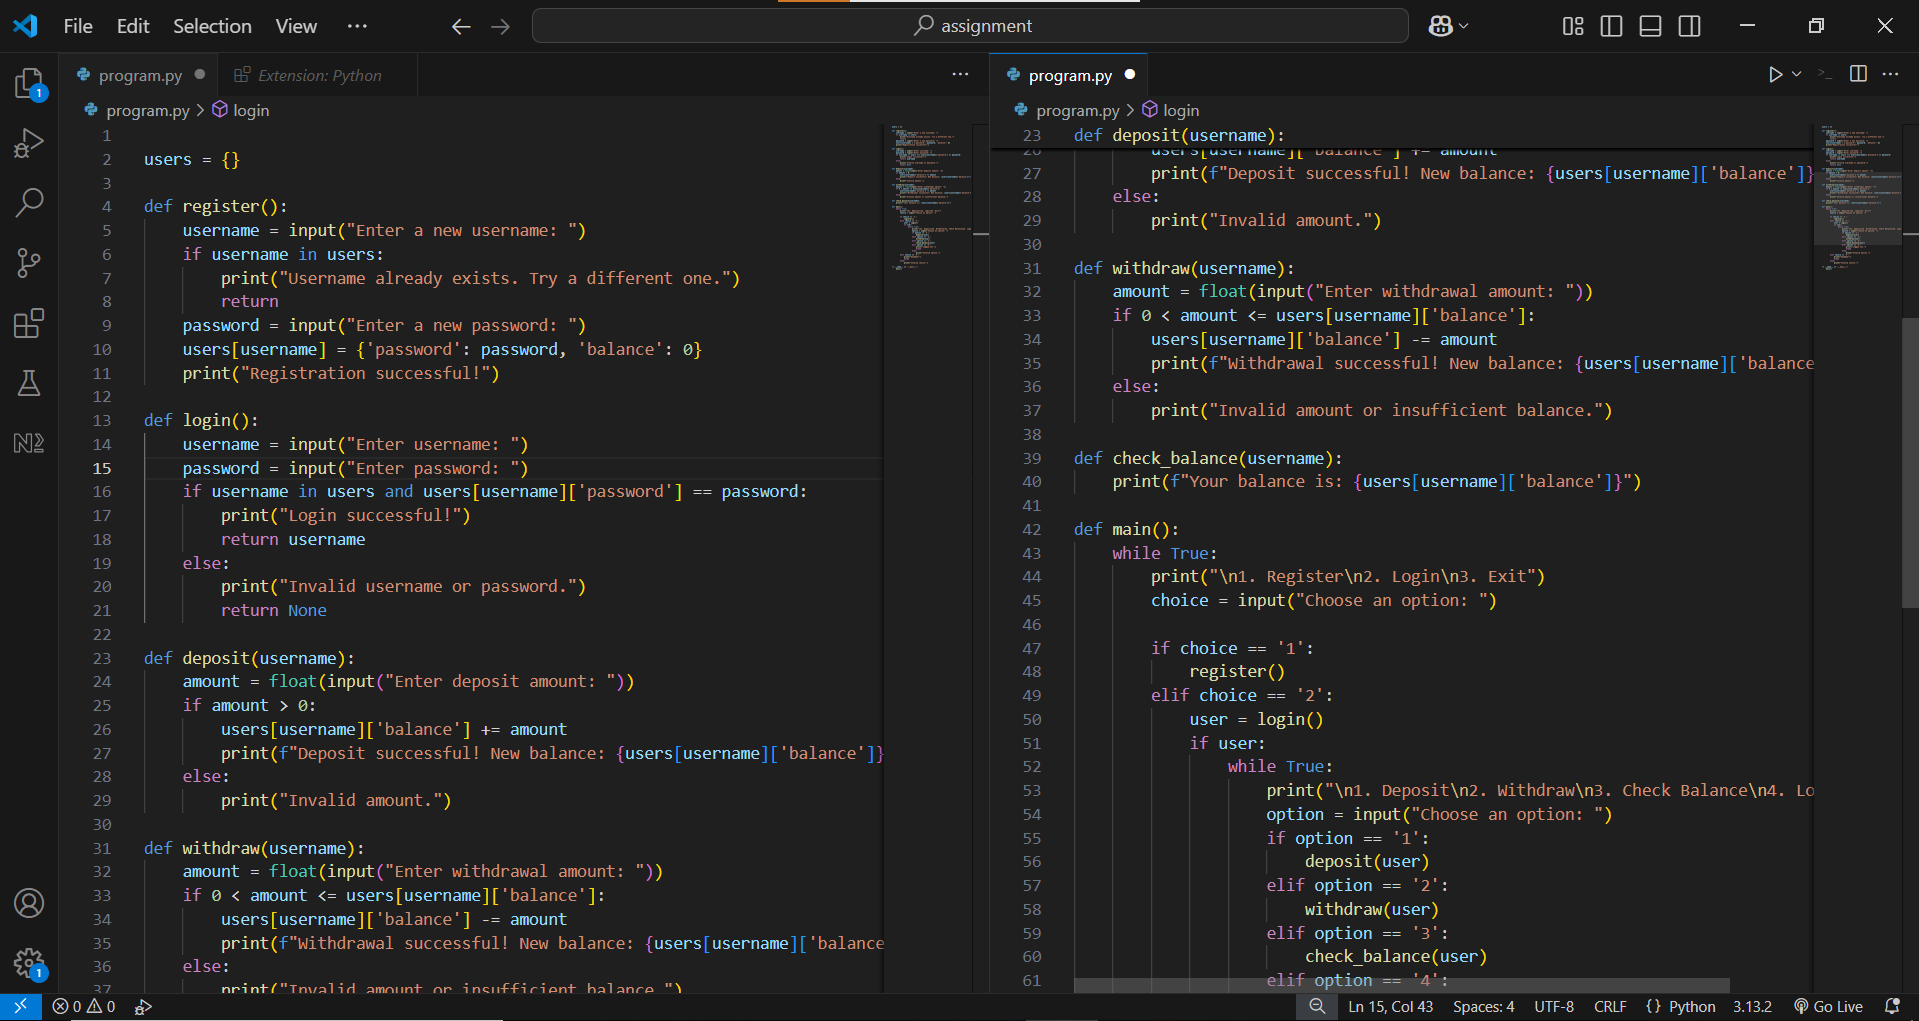 File Edit Selection View ··· assignment
program.py Extension: Python ···
program.py > login
1
2 users = {}
3
4 def register():
5     username = input("Enter a new username: ")
6     if username in users:
7         print("Username already exists. Try a different one.")
8         return
9     password = input("Enter a new password: ")
10     users[username] = {'password': password, 'balance': 0}
11     print("Registration successful!")
12
13 def login():
14     username = input("Enter username: ")
15     password = input("Enter password: ")
16     if username in users and users[username]['password'] == password:
17         print("Login successful!")
18         return username
19     else:
20         print("Invalid username or password.")
21         return None
22
23 def deposit(username):
24     amount = float(input("Enter deposit amount: "))
25     if amount > 0:
26         users[username]['balance'] += amount
27         print(f"Deposit successful! New balance: {users[username]['balance']}
28     else:
29         print("Invalid amount.")
30
31 def withdraw(username):
32     amount = float(input("Enter withdrawal amount: "))
33     if 0 < amount <= users[username]['balance']:
34         users[username]['balance'] -= amount
35         print(f"Withdrawal successful! New balance: {users[username]['balance
36     else:
37         print("Invalid amount or insufficient balance.")
program.py
program.py > login
23 def deposit(username):
26         users[username]['balance'] += amount
27         print(f"Deposit successful! New balance: {users[username]['balance']}
28     else:
29         print("Invalid amount.")
30
31 def withdraw(username):
32     amount = float(input("Enter withdrawal amount: "))
33     if 0 < amount <= users[username]['balance']:
34         users[username]['balance'] -= amount
35         print(f"Withdrawal successful! New balance: {users[username]['balance
36     else:
37         print("Invalid amount or insufficient balance.")
38
39 def check_balance(username):
40     print(f"Your balance is: {users[username]['balance']}")
41
42 def main():
43     while True:
44         print("\n1. Register\n2. Login\n3. Exit")
45         choice = input("Choose an option: ")
46
47         if choice == '1':
48             register()
49         elif choice == '2':
50             user = login()
51             if user:
52                 while True:
53                     print("\n1. Deposit\n2. Withdraw\n3. Check Balance\n4. Lo
54                     option = input("Choose an option: ")
55                     if option == '1':
56                         deposit(user)
57                     elif option == '2':
58                         withdraw(user)
59                     elif option == '3':
60                         check_balance(user)
61                     elif option == '4':
1
1
0 0 Ln 15, Col 43 Spaces: 4 UTF-8 CRLF {} Python 3.13.2 Go Live